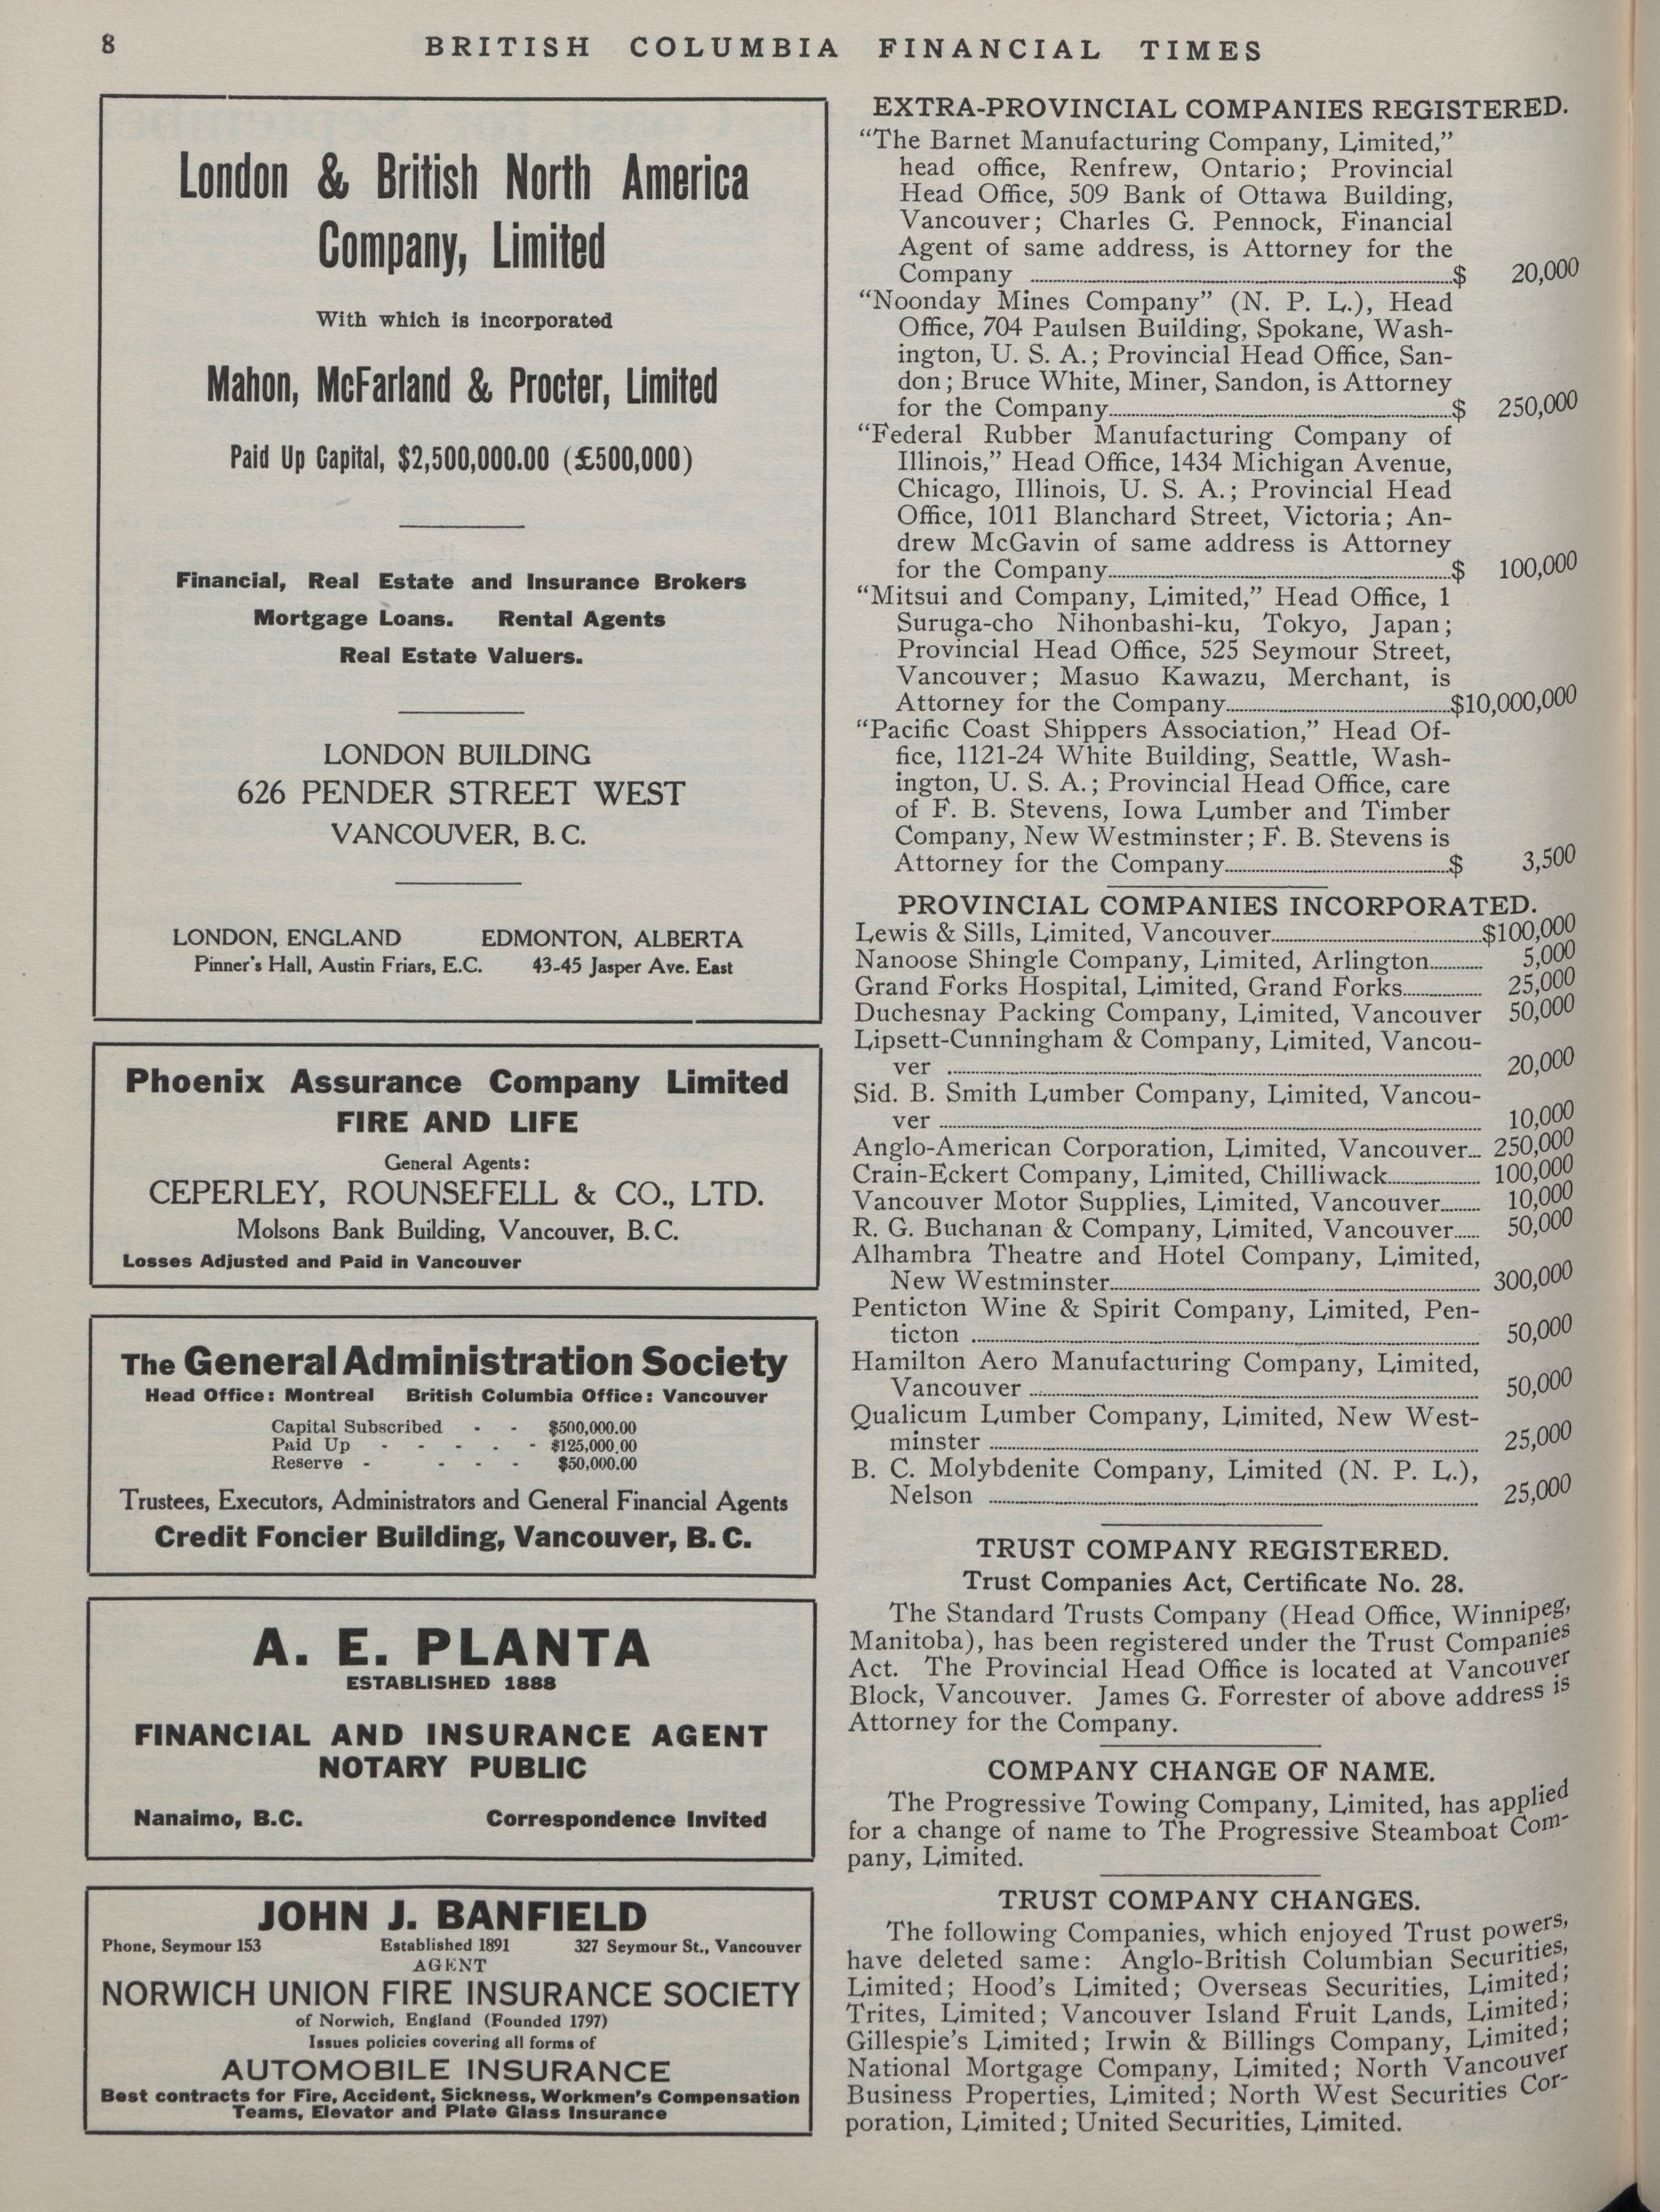 8
BRITISH COLUMBIA FINANCIAL TIMES
London & British North America
Company, Limited
With which is incorporated
Mahon, McFarland & Procter, Limited
Paid Up Capital, $2,500,000.00 (£500,000)
Financial, Real Estate and Insurance Brokers
Mortgage Loans. Rental Agents
Real Estate Valuers.
LONDON BUILDING
626 PENDER STREET WEST
VANCOUVER, B. C.
LONDON, ENGLAND EDMONTON, ALBERTA
Pinner's Hall, Austin Friars, E.C. 43-45 Jasper Ave. East
Phoenix Assurance Company Limited
FIRE AND LIFE
General Agents:
CEPERLEY, ROUNSEFELL & CO., LTD.
Molsons Bank Building, Vancouver, B. C.
Losses Adjusted and Paid in Vancouver
The General Administration Society
Head Office: Montreal British Columbia Office: Vancouver
Capital Subscribed - - $500,000.00
Paid Up - - - - - $125,000.00
Reserve - - - - $50,000.00
Trustees, Executors, Administrators and General Financial Agents
Credit Foncier Building, Vancouver, B. C.
A. E. PLANTA
ESTABLISHED 1888
FINANCIAL AND INSURANCE AGENT
NOTARY PUBLIC
Nanaimo, B.C. Correspondence Invited
JOHN J. BANFIELD
Phone, Seymour 153 Established 1891 327 Seymour St., Vancouver
AGENT
NORWICH UNION FIRE INSURANCE SOCIETY
of Norwich, England (Founded 1797)
Issues policies covering all forms of
AUTOMOBILE INSURANCE
Best contracts for Fire, Accident, Sickness, Workmen's Compensation
Teams, Elevator and Plate Glass Insurance
EXTRA-PROVINCIAL COMPANIES REGISTERED.
"The Barnet Manufacturing Company, Limited,"
head office, Renfrew, Ontario; Provincial
Head Office, 509 Bank of Ottawa Building,
Vancouver; Charles G. Pennock, Financial
Agent of same address, is Attorney for the
Company ........ $ 20,000
"Noonday Mines Company" (N. P. L.), Head
Office, 704 Paulsen Building, Spokane, Wash-
ington, U. S. A.; Provincial Head Office, San-
don; Bruce White, Miner, Sandon, is Attorney
for the Company........ $ 250,000
"Federal Rubber Manufacturing Company of
Illinois," Head Office, 1434 Michigan Avenue,
Chicago, Illinois, U. S. A.; Provincial Head
Office, 1011 Blanchard Street, Victoria; An-
drew McGavin of same address is Attorney
for the Company........ $ 100,000
"Mitsui and Company, Limited," Head Office, 1
Suruga-cho Nihonbashi-ku, Tokyo, Japan;
Provincial Head Office, 525 Seymour Street,
Vancouver; Masuo Kawazu, Merchant, is
Attorney for the Company........ $10,000,000
"Pacific Coast Shippers Association," Head Of-
fice, 1121-24 White Building, Seattle, Wash-
ington, U. S. A.; Provincial Head Office, care
of F. B. Stevens, Iowa Lumber and Timber
Company, New Westminster; F. B. Stevens is
Attorney for the Company........ $ 3,500
PROVINCIAL COMPANIES INCORPORATED.
Lewis & Sills, Limited, Vancouver........ $100,000
Nanoose Shingle Company, Limited, Arlington........ 5,000
Grand Forks Hospital, Limited, Grand Forks........ 25,000
Duchesnay Packing Company, Limited, Vancouver 50,000
Lipsett-Cunningham & Company, Limited, Vancou-
ver ........ 20,000
Sid. B. Smith Lumber Company, Limited, Vancou-
ver ........ 10,000
Anglo-American Corporation, Limited, Vancouver... 250,000
Crain-Eckert Company, Limited, Chilliwack........ 100,000
Vancouver Motor Supplies, Limited, Vancouver........ 10,000
R. G. Buchanan & Company, Limited, Vancouver...... 50,000
Alhambra Theatre and Hotel Company, Limited,
New Westminster........ 300,000
Penticton Wine & Spirit Company, Limited, Pen-
ticton ........ 50,000
Hamilton Aero Manufacturing Company, Limited,
Vancouver ........ 50,000
Qualicum Lumber Company, Limited, New West-
minster ........ 25,000
B. C. Molybdenite Company, Limited (N. P. L.),
Nelson ........ 25,000
TRUST COMPANY REGISTERED.
Trust Companies Act, Certificate No. 28.
The Standard Trusts Company (Head Office, Winnipeg,
Manitoba), has been registered under the Trust Companies
Act. The Provincial Head Office is located at Vancouver
Block, Vancouver. James G. Forrester of above address is
Attorney for the Company.
COMPANY CHANGE OF NAME.
The Progressive Towing Company, Limited, has applied
for a change of name to The Progressive Steamboat Com-
pany, Limited.
TRUST COMPANY CHANGES.
The following Companies, which enjoyed Trust powers,
have deleted same: Anglo-British Columbian Securities,
Limited; Hood's Limited; Overseas Securities, Limited;
Trites, Limited; Vancouver Island Fruit Lands, Limited;
Gillespie's Limited; Irwin & Billings Company, Limited;
National Mortgage Company, Limited; North Vancouver
Business Properties, Limited; North West Securities Cor-
poration, Limited; United Securities, Limited.